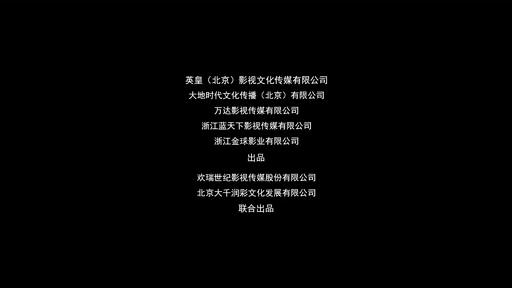 英皇（北京）影视文化传媒有限公司
大地时代文化传播（北京）有限公司
万达影视传媒有限公司
浙江蓝天下影视传媒有限公司
浙江金球影业有限公司
出品
欢瑞世纪影视传媒股份有限公司
北京大千润彩文化发展有限公司
联合出品